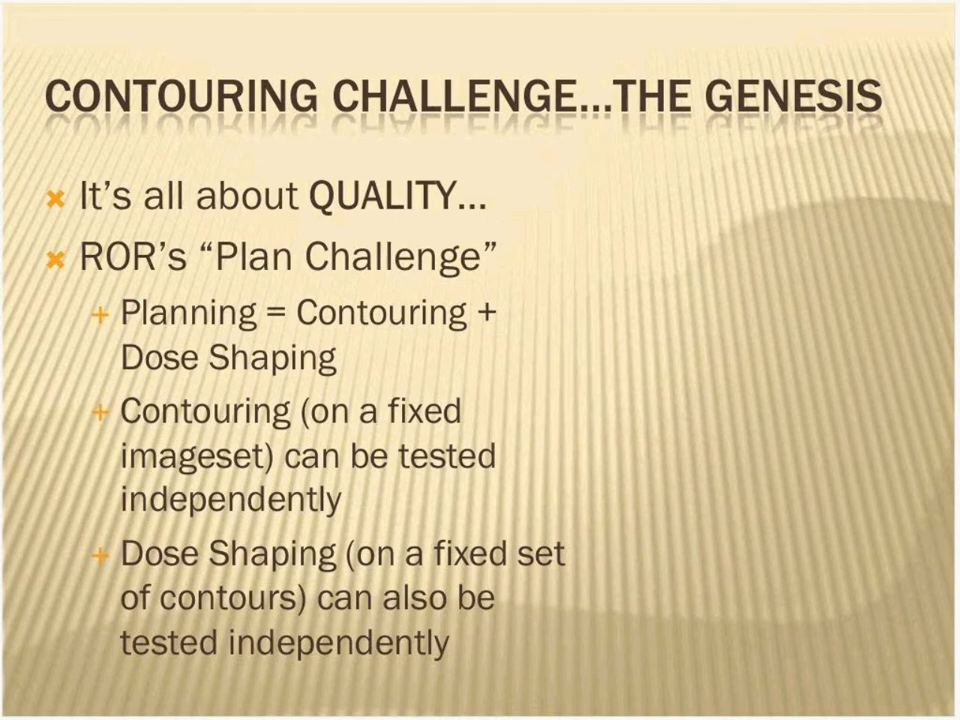 CONTOURING CHALLENGE...THE GENESIS
It's all about QUALITY...
ROR's “Plan Challenge”
Planning = Contouring +
Dose Shaping
Contouring (on a fixed
imageset) can be tested
independently
Dose Shaping (on a fixed set
of contours) can also be
tested independently